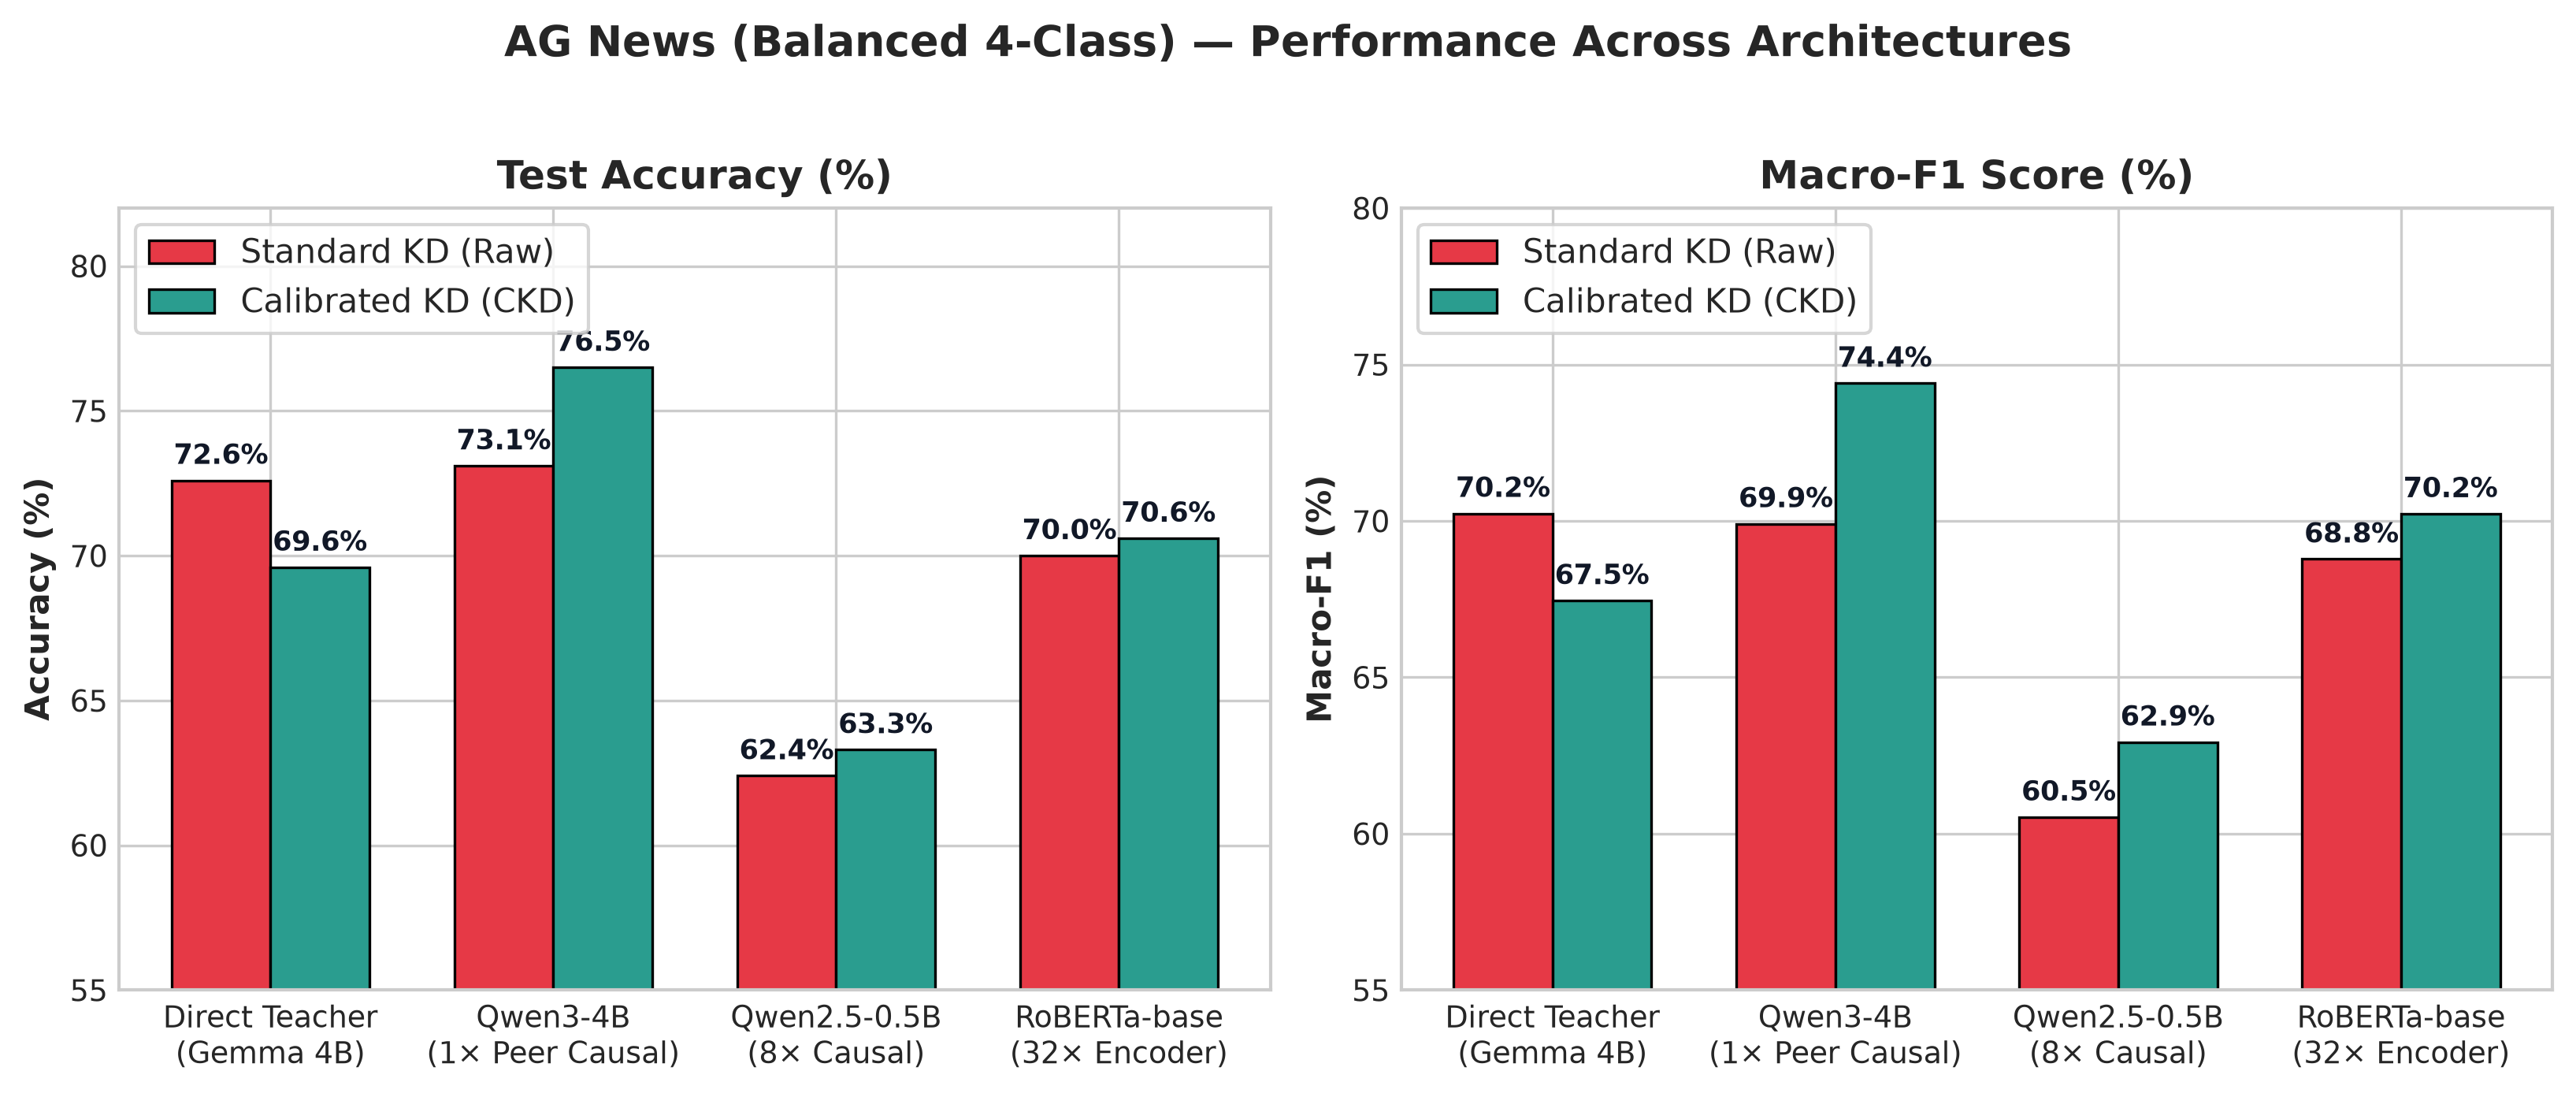 AG News (Balanced 4-Class) — Performance Across Architectures
Test Accuracy (%)
Standard KD (Raw)
Calibrated KD (CKD)
Accuracy (%)
80
75
70
65
60
55
72.6%
69.6%
73.1%
76.5%
62.4%
63.3%
70.0%
70.6%
Direct Teacher
(Gemma 4B)
Qwen3-4B
(1× Peer Causal)
Qwen2.5-0.5B
(8× Causal)
RoBERTa-base
(32× Encoder)
Macro-F1 Score (%)
Standard KD (Raw)
Calibrated KD (CKD)
Macro-F1 (%)
80
75
70
65
60
55
70.2%
67.5%
69.9%
74.4%
60.5%
62.9%
68.8%
70.2%
Direct Teacher
(Gemma 4B)
Qwen3-4B
(1× Peer Causal)
Qwen2.5-0.5B
(8× Causal)
RoBERTa-base
(32× Encoder)